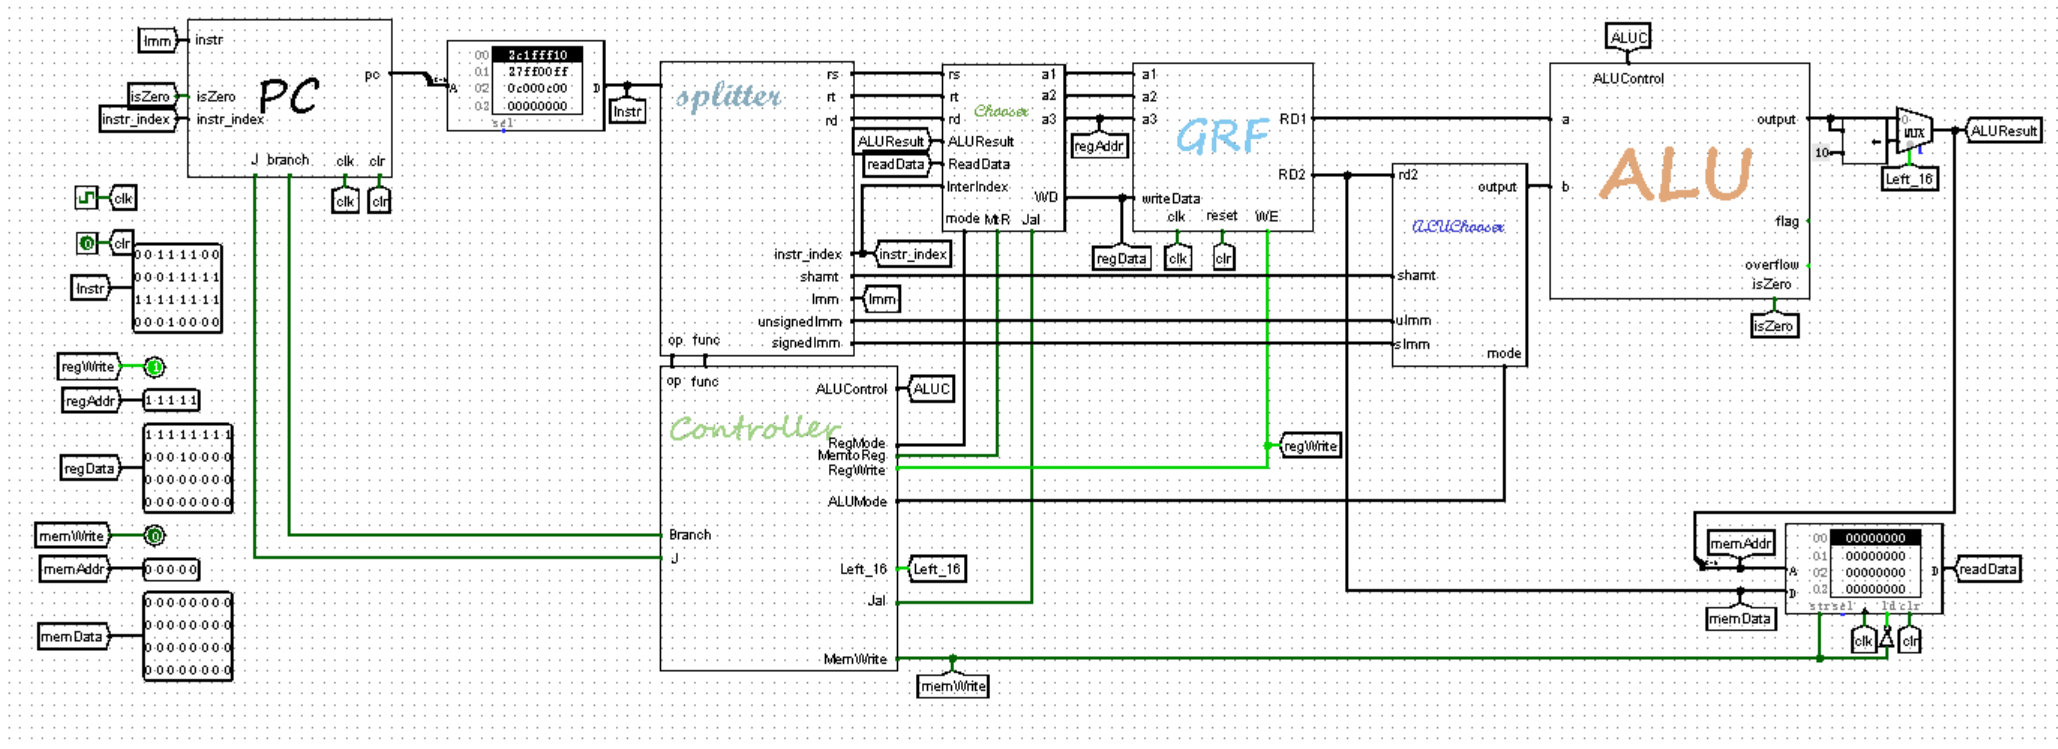 Imm
instr
PC
pc
isZero
isZero
instr_index
instr_index
J
branch
clk
clr
clk
clr
clk
clr
Instr
00111100
00011111
11111111
00010000
regWrite
1
regAddr
11111
regData
11111111
00010000
00000000
00000000
memWrite
0
memAddr
00000
memData
00000000
00000000
00000000
00000000
A
00
3c1fff10
01
37ff00ff
02
0c000c00
03
00000000
sel
D
Instr
splitter
rs
rt
rd
instr_index
shamt
Imm
unsignedImm
signedImm
op
func
instr_index
Imm
op
func
Controller
ALUControl
ALUC
RegMode
MemtoReg
RegWrite
ALUMode
Branch
J
Left_16
Left_16
Jal
MemWrite
memWrite
ALUResult
readData
rs
rt
rd
ALUResult
ReadData
InterIndex
Chooser
a1
a2
a3
WD
mode
MtR
Jal
regAddr
regData
a1
a2
a3
GRF
RD1
RD2
writeData
clk
reset
WE
clk
clr
regWrite
rd2
output
ALUChooser
shamt
uImm
sImm
mode
ALUC
ALUControl
a
b
ALU
output
flag
overflow
isZero
isZero
10
MUX
0
Left_16
ALUResult
memAddr
memData
A
D
00
00000000
01
00000000
02
00000000
03
00000000
D
str
sel
ld
clr
readData
clk
clr